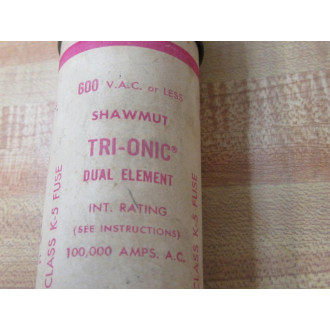 600 V.A.C. or LESS
SHAWMUT
TRI-ONIC®
DUAL ELEMENT
INT. RATING
(SEE INSTRUCTIONS)
100,000 AMPS. A.C.
CLASS K-5 FUSE
CLASS K-5 FUSE